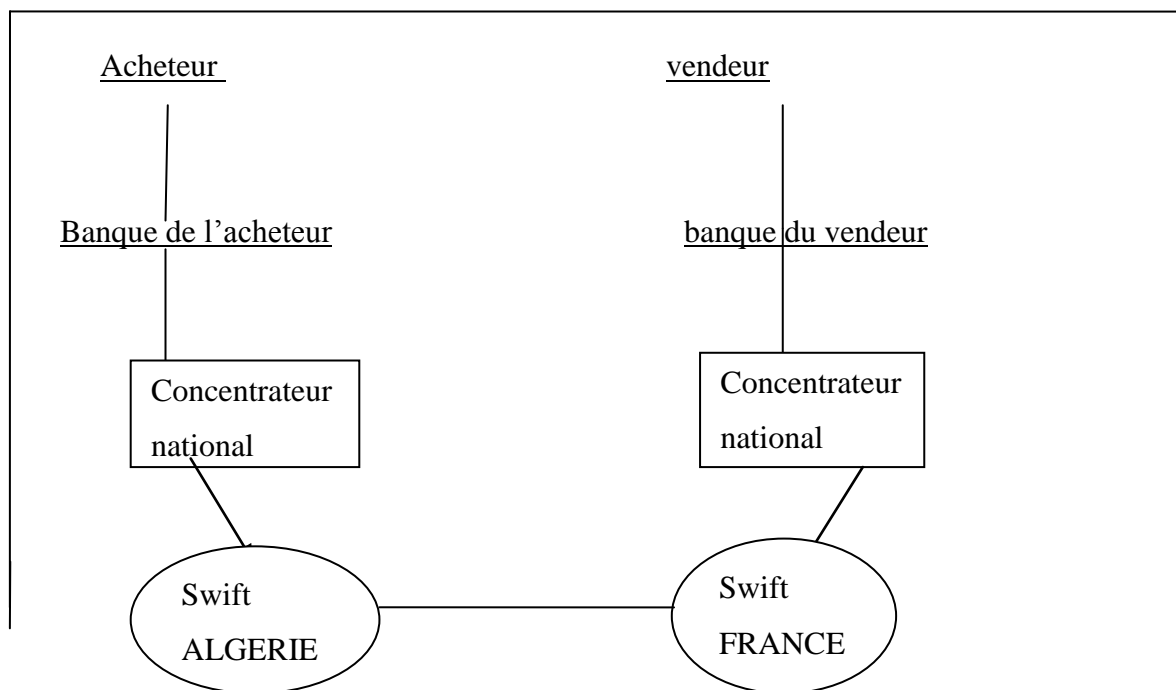 Acheteur
vendeur
Banque de l’acheteur
banque du vendeur
Concentrateur
national
Concentrateur
national
Swift
ALGERIE
Swift
FRANCE